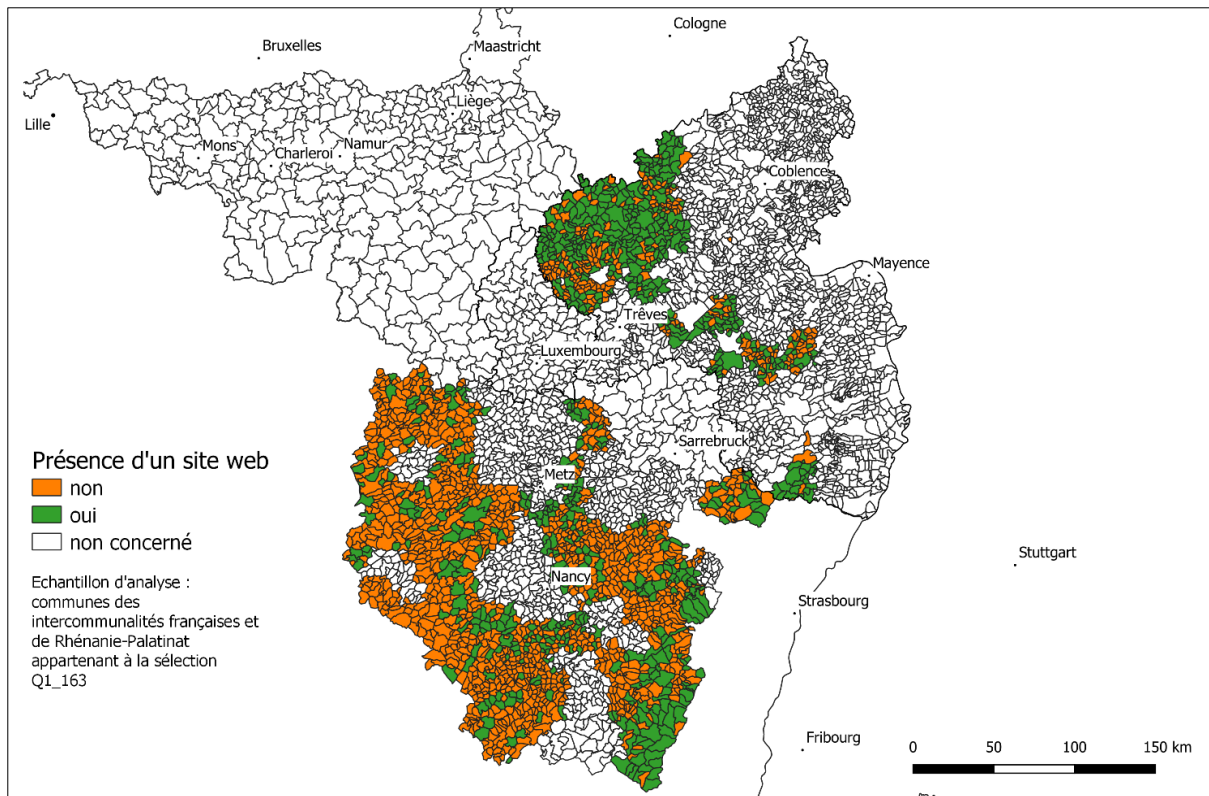 Cologne
Bruxelles
Maastricht
Liège
Lille
Mons
Namur
Charleroi
Coblence
Mayence
Trêves
Luxembourg
Sarrebruck
Présence d'un site web
non
oui
non concerné
Metz
Nancy
Stuttgart
Echantillon d'analyse :
communes des
intercommunalités françaises et
de Rhénanie-Palatinat
appartenant à la sélection
Q1_163
Strasbourg
Fribourg
0 50 100 150 km